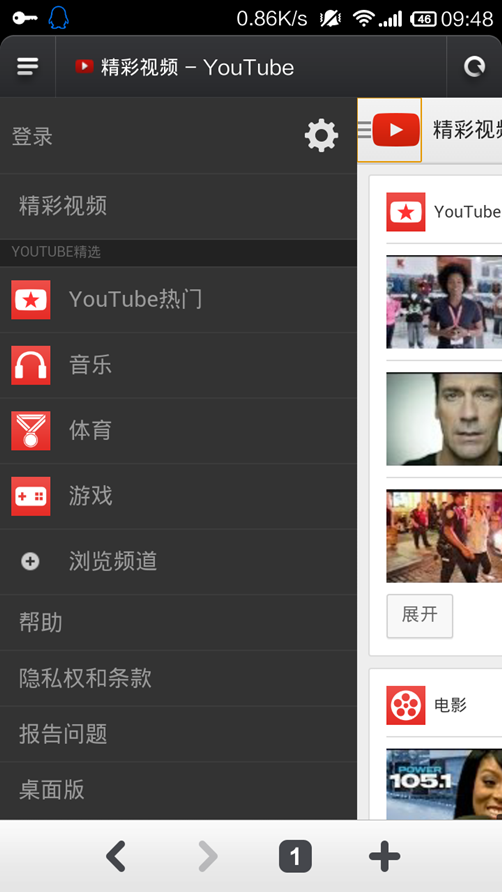 0.86K/s 46 09:48
精彩视频 – YouTube
登录
精彩视频
YOUTUBE精选
YouTube热门
音乐
体育
游戏
浏览频道
帮助
隐私权和条款
报告问题
桌面版
精彩视频
YouTube
展开
电影
POWER
105.1
1